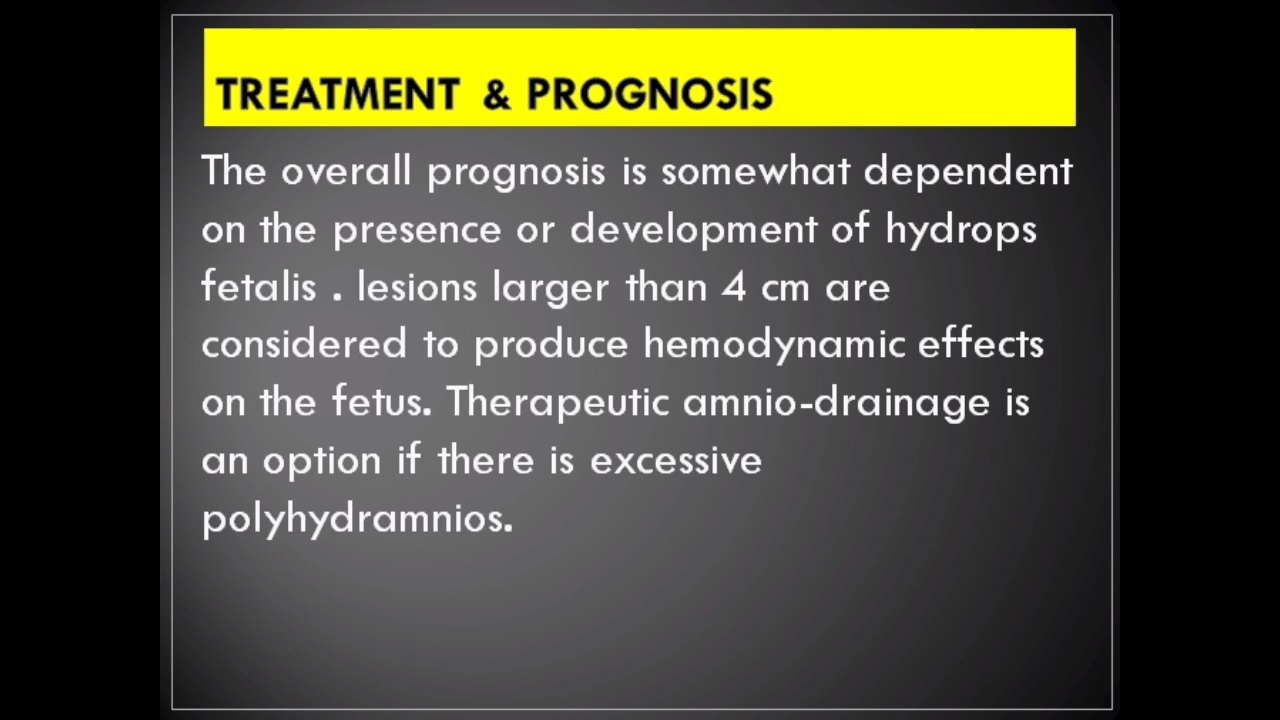 TREATMENT & PROGNOSIS
The overall prognosis is somewhat dependent
on the presence or development of hydrops
fetalis . lesions larger than 4 cm are
considered to produce hemodynamic effects
on the fetus. Therapeutic amnio-drainage is
an option if there is excessive
polyhydramnios.